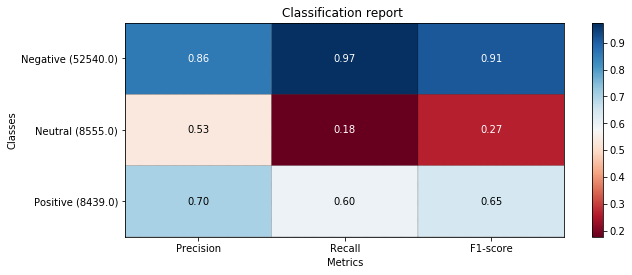 Classification report
Classes
Negative (52540.0) 0.86 0.97 0.91
Neutral (8555.0) 0.53 0.18 0.27
Positive (8439.0) 0.70 0.60 0.65
Precision Recall F1-score
Metrics
0.9
0.8
0.7
0.6
0.5
0.4
0.3
0.2